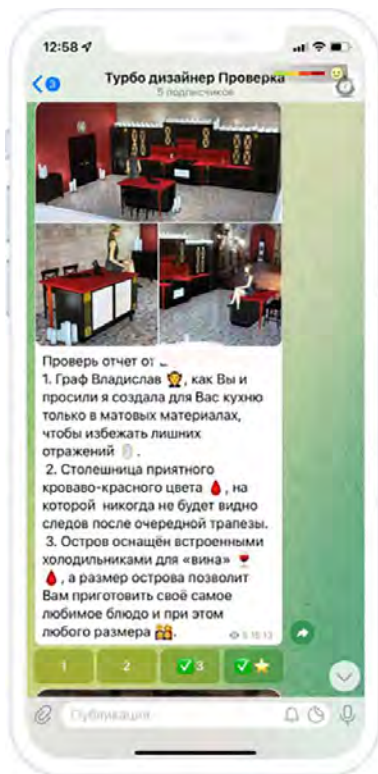 12:58
3
Турбо дизайнер Проверка
5 подписчиков
Проверь отчет от
1. Граф Владислав 🧛, как Вы и
просили я создала для Вас кухню
только в матовых материалах,
чтобы избежать лишних
отражений 🪞.
2. Столешница приятного
кроваво-красного цвета 🩸, на
которой никогда не будет видно
следов после очередной трапезы.
3. Остров оснащён встроенными
холодильниками для «вина» 🍷
🩸, а размер острова позволит
Вам приготовить своё самое
любимое блюдо и при этом
любого размера 👯.
1 2 ✅ 3 ✅⭐
Публикация